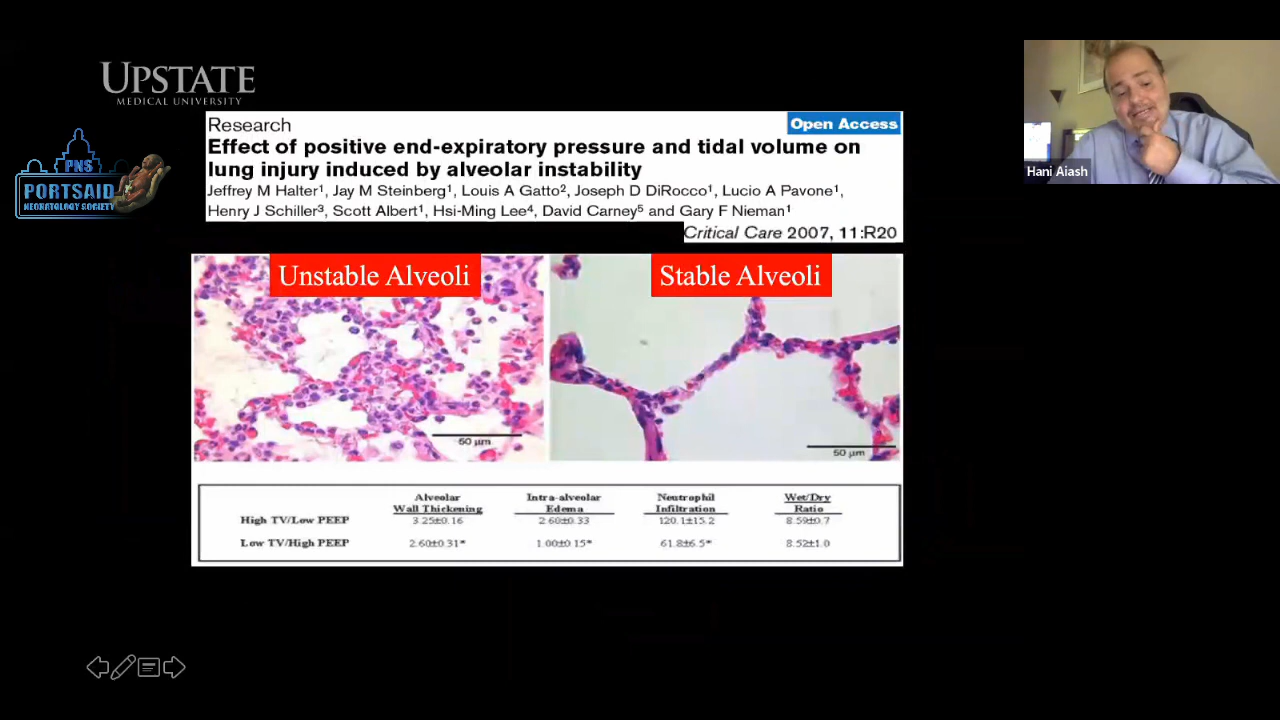 UPSTATE
MEDICAL UNIVERSITY
PNS
PORTSAID
NEONATOLOGY SOCIETY
Hani Aiash
Research
Open Access
Effect of positive end-expiratory pressure and tidal volume on
lung injury induced by alveolar instability
Jeffrey M Halter¹, Jay M Steinberg¹, Louis A Gatto², Joseph D DiRocco¹, Lucio A Pavone¹,
Henry J Schiller³, Scott Albert¹, Hsi-Ming Lee⁴, David Carney⁵ and Gary F Nieman¹
Critical Care 2007, 11:R20
Unstable Alveoli
Stable Alveoli
50 µm
50 µm
Alveolar Intra-alveolar Neutrophil Wet/Dry
Wall Thickening Edema Infiltration Ratio
High TV/Low PEEP 3.25±0.16 2.60±0.33 120.1±15.2 8.59±0.7
Low TV/High PEEP 2.60±0.31* 1.00±0.15* 61.8±6.5* 8.52±1.0